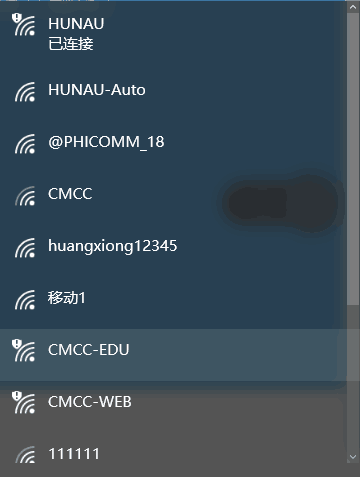 HUNAU
已连接
HUNAU-Auto
@PHICOMM_18
CMCC
huangxiong12345
移动1
CMCC-EDU
CMCC-WEB
111111